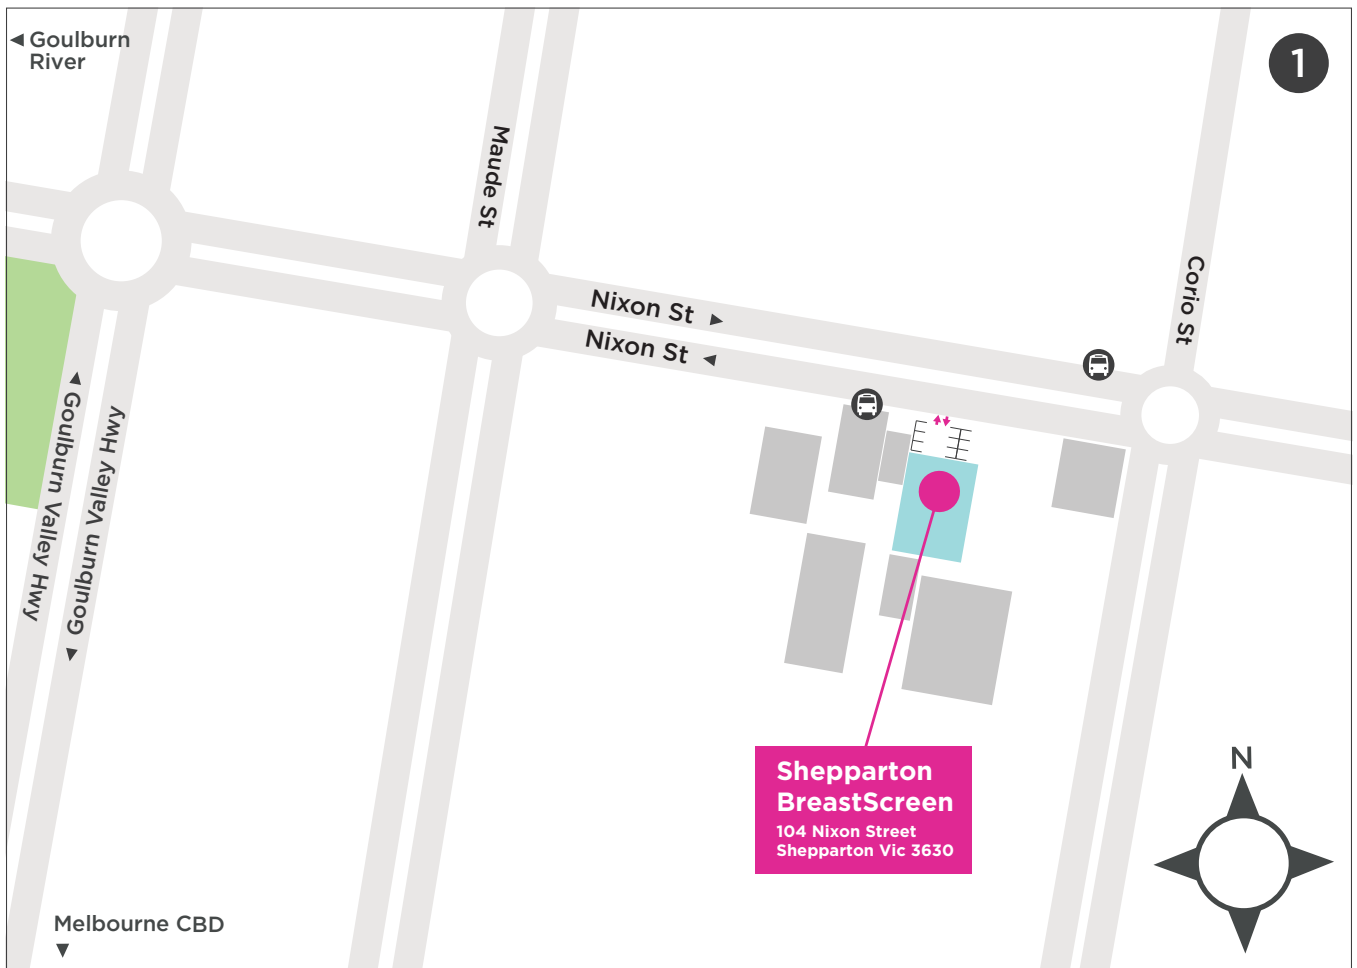 Goulburn
River
1
Maude St
Corio St
Nixon St
Nixon St
Goulburn Valley Hwy
Goulburn Valley Hwy
Shepparton
BreastScreen
104 Nixon Street
Shepparton Vic 3630
N
Melbourne CBD